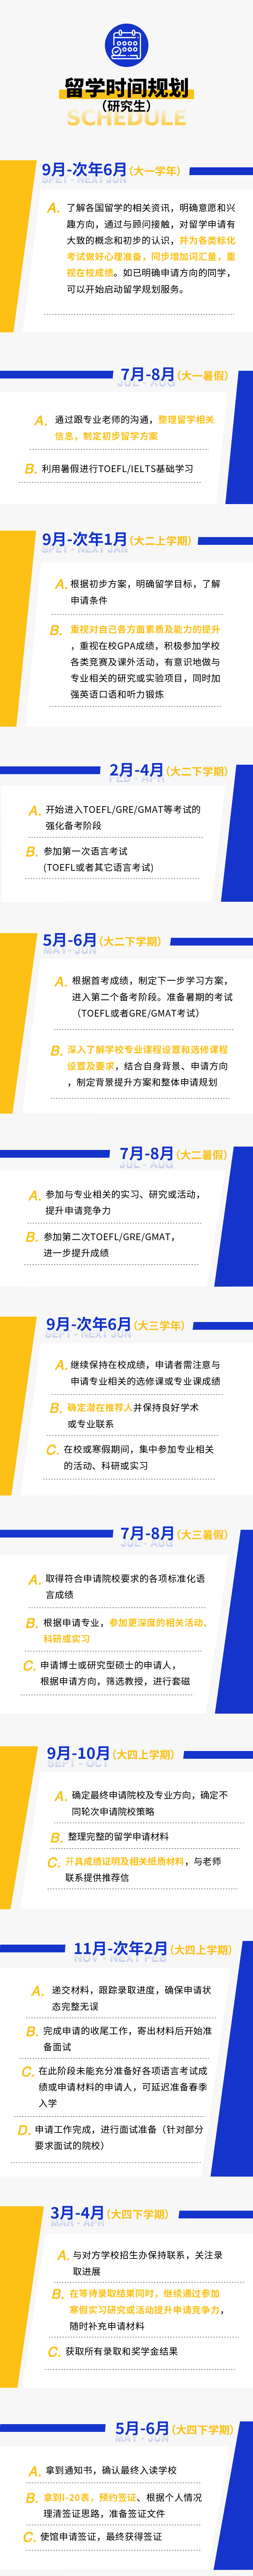 留学时间规划
（研究生）
SCHEDULE
9月-次年6月（大一学年）
SPET - NEXT JUN
A. 了解各国留学的相关资讯，明确意愿和兴
趣方向，通过与顾问接触，对留学申请有
大致的概念和初步的认识，并为各类标化
考试做好心理准备，同步增加词汇量，重
视在校成绩。如已明确申请方向的同学，
可以开始启动留学规划服务。
7月-8月（大一暑假）
JUL - AUG
A. 通过跟专业老师的沟通，整理留学相关
信息，制定初步留学方案
B. 利用暑假进行TOEFL/IELTS基础学习
9月-次年1月（大二上学期）
SPET - NEXT JAN
A. 根据初步方案，明确留学目标，了解
申请条件
B. 重视对自己各方面素质及能力的提升
，重视在校GPA成绩，积极参加学校
各类竞赛及课外活动，有意识地做与
专业相关的研究或实验项目，同时加
强英语口语和听力锻炼
2月-4月（大二下学期）
FEB - APR
A. 开始进入TOEFL/GRE/GMAT等考试的
强化备考阶段
B. 参加第一次语言考试
(TOEFL或者其它语言考试)
5月-6月（大二下学期）
MAY- JUN
A. 根据首考成绩，制定下一步学习方案，
进入第二个备考阶段。准备暑期的考试
（TOEFL或者GRE/GMAT考试）
B. 深入了解学校专业课程设置和选修课程
设置及要求，结合自身背景、申请方向
，制定背景提升方案和整体申请规划
7月-8月（大二暑假）
JUL - AUG
A. 参加与专业相关的实习、研究或活动，
提升申请竞争力
B. 参加第二次TOEFL/GRE/GMAT，
进一步提升成绩
9月-次年6月（大三学年）
SEPT - NEXT JUN
A. 继续保持在校成绩，申请者需注意与
申请专业相关的选修课或专业课成绩
B. 确定潜在推荐人并保持良好学术
或专业联系
C. 在校或寒假期间，集中参加专业相关
的活动、科研或实习
7月-8月（大三暑假）
JUL - AUG
A. 取得符合申请院校要求的各项标准化语
言成绩
B. 根据申请专业，参加更深度的相关活动、
科研或实习
C. 申请博士或研究型硕士的申请人，
根据申请方向，筛选教授，进行套磁
9月-10月（大四上学期）
SEPT - OCT
A. 确定最终申请院校及专业方向，确定不
同轮次申请院校策略
B. 整理完整的留学申请材料
C. 开具成绩证明及相关纸质材料，与老师
联系提供推荐信
11月-次年2月（大四上学期）
NOV - NEXT FEB
A. 递交材料，跟踪录取进度，确保申请状
态完整无误
B. 完成申请的收尾工作，寄出材料后开始准
备面试
C. 在此阶段未能充分准备好各项语言考试成
绩或申请材料的申请人，可延迟准备春季
入学
D. 申请工作完成，进行面试准备（针对部分
要求面试的院校）
3月-4月（大四下学期）
MAR - APR
A. 与对方学校招生办保持联系，关注录
取进展
B. 在等待录取结果同时，继续通过参加
寒假实习研究或活动提升申请竞争力，
随时补充申请材料
C. 获取所有录取和奖学金结果
5月-6月（大四下学期）
MAY - JUN
A. 拿到通知书，确认最终入读学校
B. 拿到I-20表，预约签证、根据个人情况
理清签证思路，准备签证文件
C. 使馆申请签证，最终获得签证